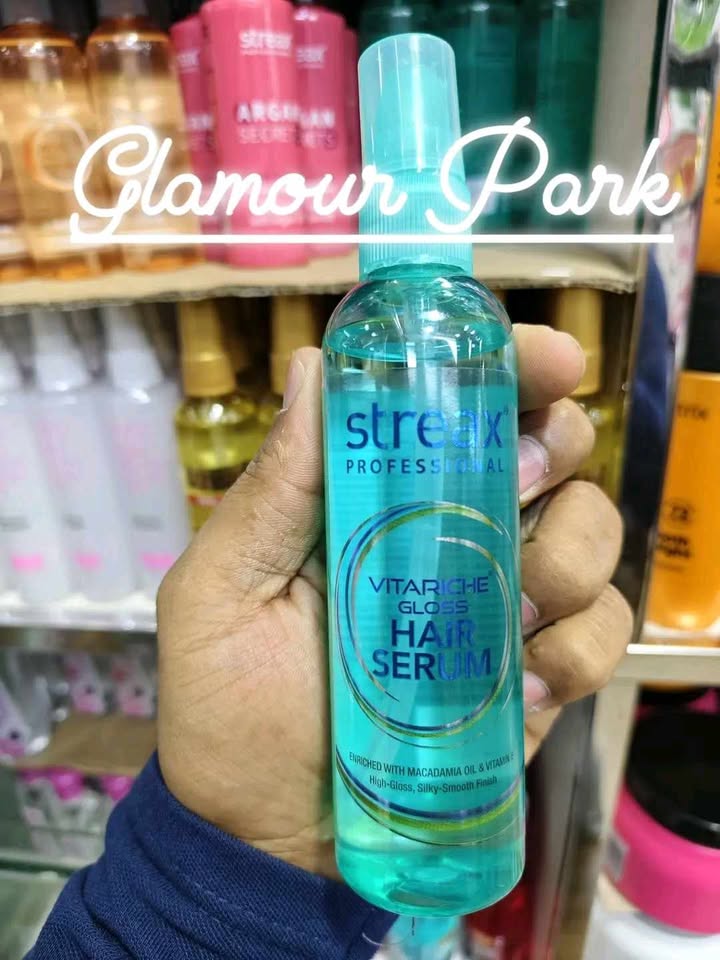 streax
ARGAN
SECRETS
Glamour Park
streax®
PROFESSIONAL
VITARICHE
GLOSS
HAIR
SERUM
ENRICHED WITH MACADAMIA OIL & VITAMIN E
High-Gloss, Silky-Smooth Finish